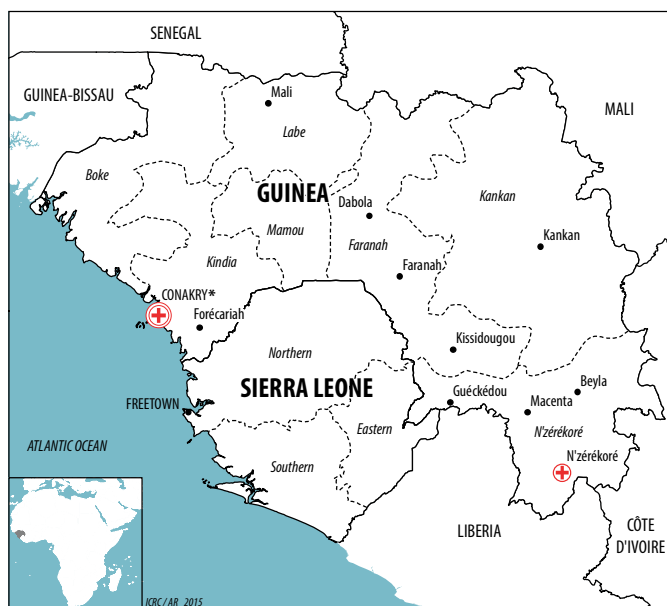 SENEGAL
GUINEA-BISSAU
Mali
MALI
Labe
Boke
GUINEA
Kankan
Dabola
Mamou
Faranah
Kankan
Kindia
Faranah
CONAKRY*
Forécariah
Northern
Kissidougou
SIERRA LEONE
Beyla
Guéckédou
FREETOWN
Macenta
Eastern
N'zérékoré
ATLANTIC OCEAN
N'zérékoré
Southern
LIBERIA
CÔTE
D'IVOIRE
ICRC / AR 2015